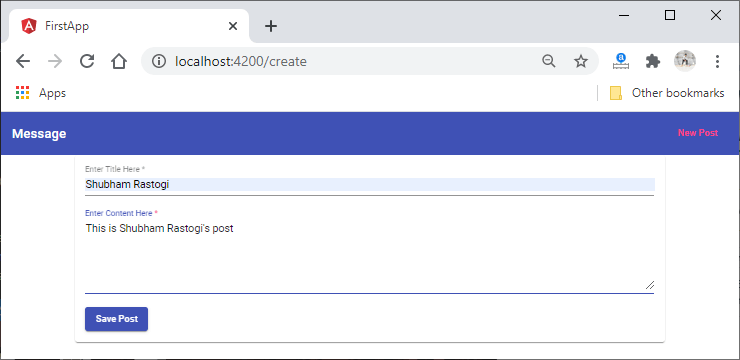 FirstApp
localhost:4200/create
Apps
Other bookmarks
Message
New Post
Enter Title Here *
Shubham Rastogi
Enter Content Here *
This is Shubham Rastogi's post
Save Post